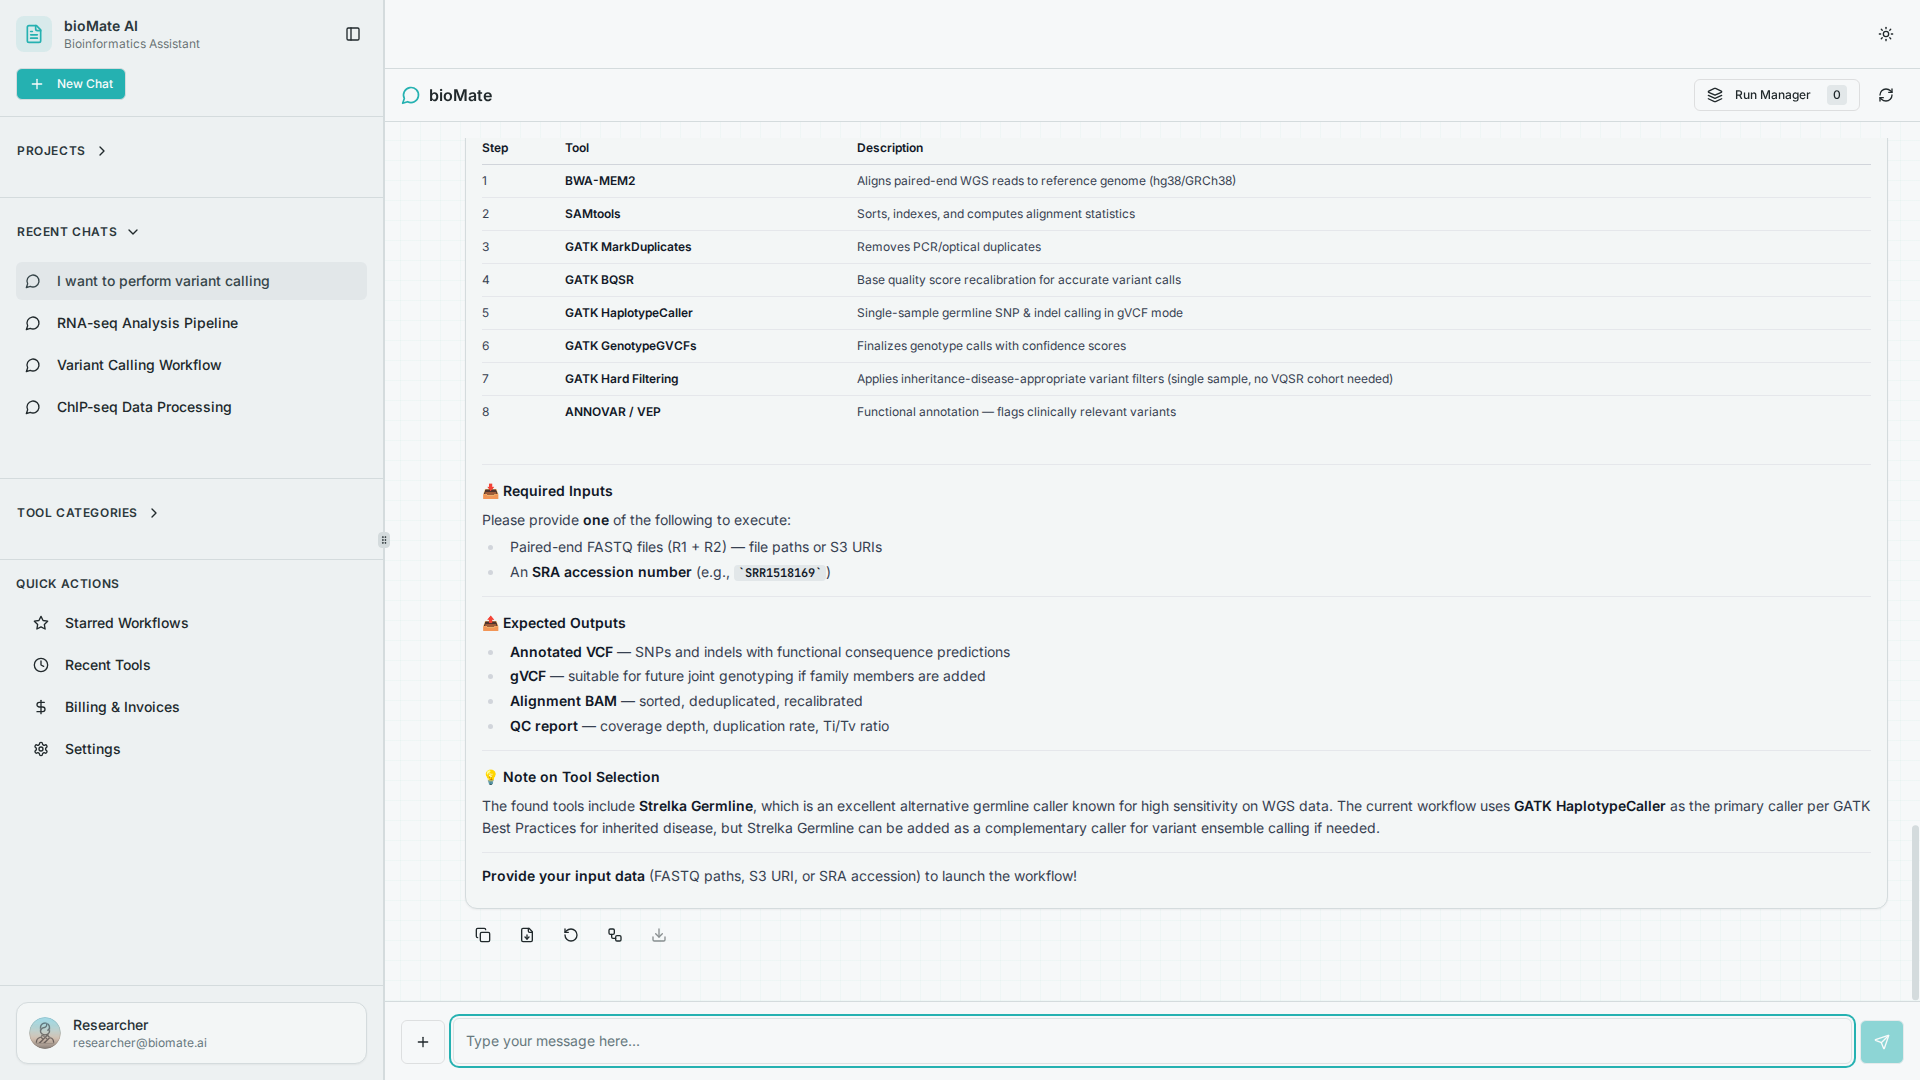 bioMate AI
Bioinformatics Assistant
New Chat
PROJECTS
RECENT CHATS
I want to perform variant calling
RNA-seq Analysis Pipeline
Variant Calling Workflow
ChIP-seq Data Processing
TOOL CATEGORIES
QUICK ACTIONS
Starred Workflows
Recent Tools
Billing & Invoices
Settings
Researcher
researcher@biomate.ai
bioMate
Run Manager 0
Step Tool Description
1 BWA-MEM2 Aligns paired-end WGS reads to reference genome (hg38/GRCh38)
2 SAMtools Sorts, indexes, and computes alignment statistics
3 GATK MarkDuplicates Removes PCR/optical duplicates
4 GATK BQSR Base quality score recalibration for accurate variant calls
5 GATK HaplotypeCaller Single-sample germline SNP & indel calling in gVCF mode
6 GATK GenotypeGVCFs Finalizes genotype calls with confidence scores
7 GATK Hard Filtering Applies inheritance-disease-appropriate variant filters (single sample, no VQSR cohort needed)
8 ANNOVAR / VEP Functional annotation — flags clinically relevant variants
📥 Required Inputs
Please provide one of the following to execute:
Paired-end FASTQ files (R1 + R2) — file paths or S3 URIs
An SRA accession number (e.g., `SRR1518169`)
📤 Expected Outputs
Annotated VCF — SNPs and indels with functional consequence predictions
gVCF — suitable for future joint genotyping if family members are added
Alignment BAM — sorted, deduplicated, recalibrated
QC report — coverage depth, duplication rate, Ti/Tv ratio
💡 Note on Tool Selection
The found tools include Strelka Germline, which is an excellent alternative germline caller known for high sensitivity on WGS data. The current workflow uses GATK HaplotypeCaller as the primary caller per GATK
Best Practices for inherited disease, but Strelka Germline can be added as a complementary caller for variant ensemble calling if needed.
Provide your input data (FASTQ paths, S3 URI, or SRA accession) to launch the workflow!
Type your message here...